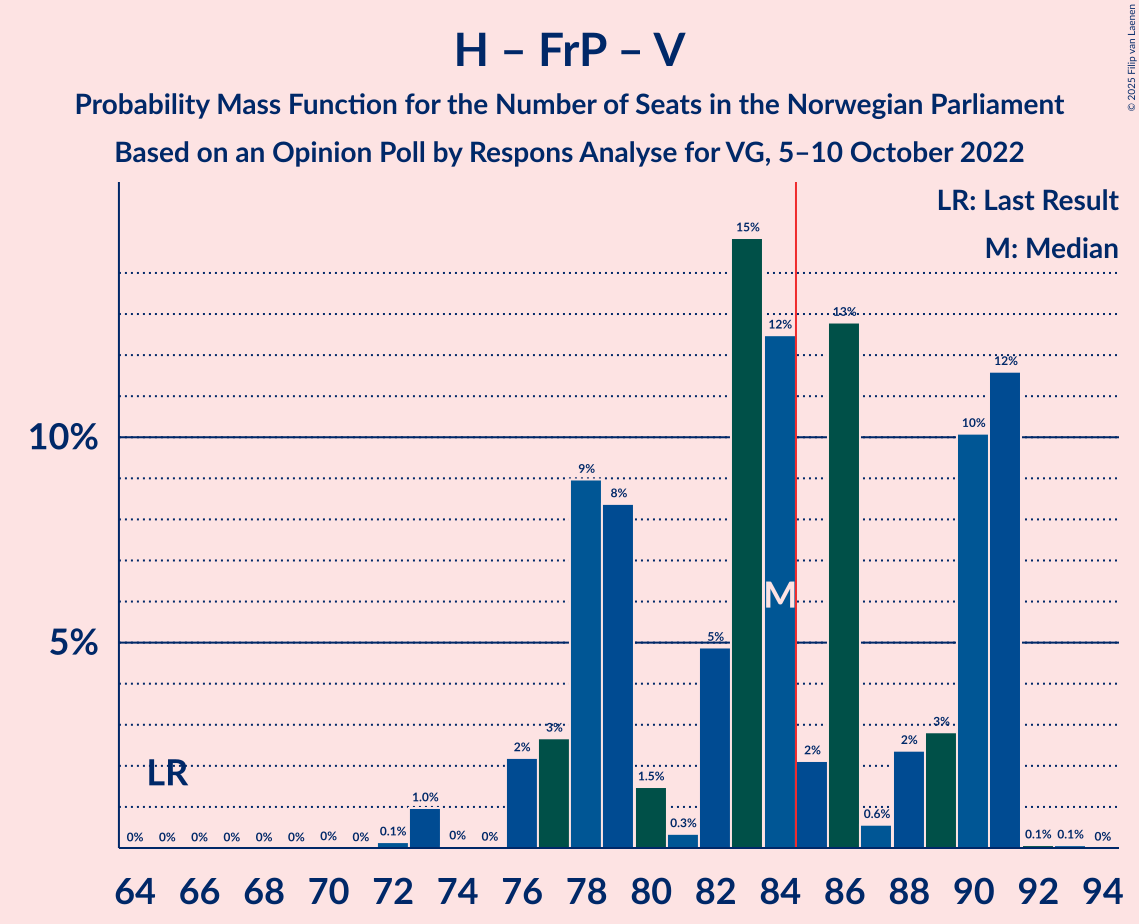 H – FrP – V
Probability Mass Function for the Number of Seats in the Norwegian Parliament
Based on an Opinion Poll by Respons Analyse for VG, 5–10 October 2022
© 2025 Filip van Laenen
LR: Last Result
M: Median
10%
5%
LR
M
0% 0% 0% 0% 0% 0% 0% 0% 0.1% 1.0% 0% 0% 2% 3% 9% 8% 1.5% 0.3% 5% 15% 12% 2% 13% 0.6% 2% 3% 10% 12% 0.1% 0.1% 0%
64 66 68 70 72 74 76 78 80 82 84 86 88 90 92 94